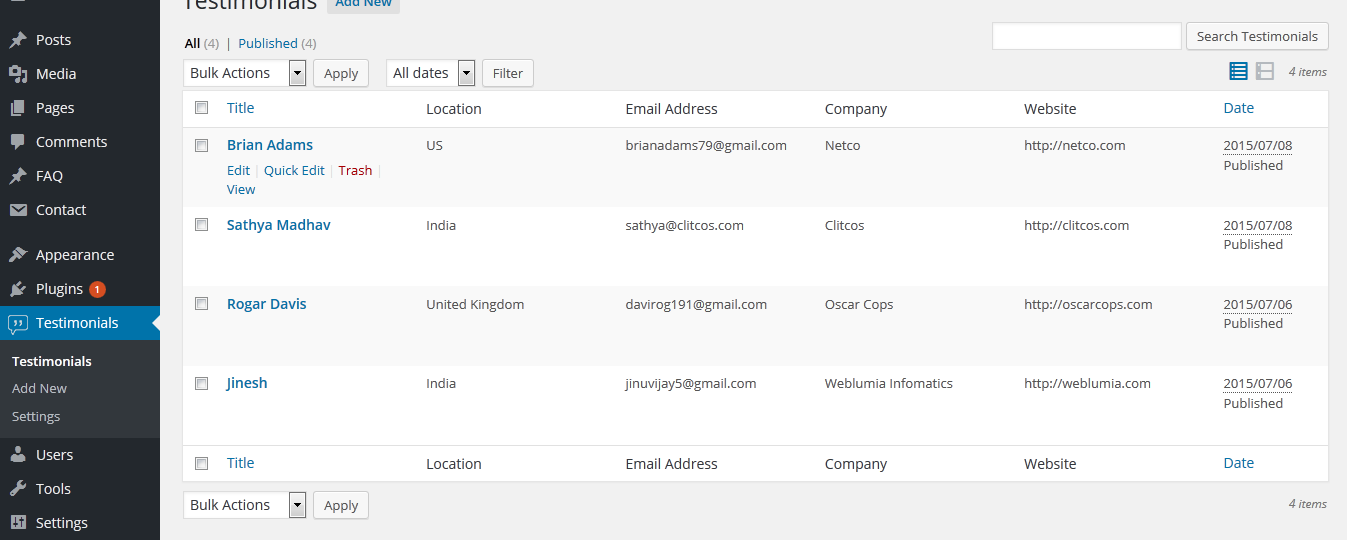 Posts
Media
Pages
Comments
FAQ
Contact
Appearance
Plugins 1
Testimonials
Testimonials
Add New
Settings
Users
Tools
Settings
Testimonials Add New
All (4) | Published (4)
Search Testimonials
Bulk Actions Apply All dates Filter 4 items
Title Location Email Address Company Website Date
Brian Adams US brianadams79@gmail.com Netco http://netco.com 2015/07/08
Published
Edit | Quick Edit | Trash |
View
Sathya Madhav India sathya@clitcos.com Clitcos http://clitcos.com 2015/07/08
Published
Rogar Davis United Kingdom davirog191@gmail.com Oscar Cops http://oscarcops.com 2015/07/06
Published
Jinesh India jinuvijay5@gmail.com Weblumia Infomatics http://weblumia.com 2015/07/06
Published
Title Location Email Address Company Website Date
Bulk Actions Apply 4 items